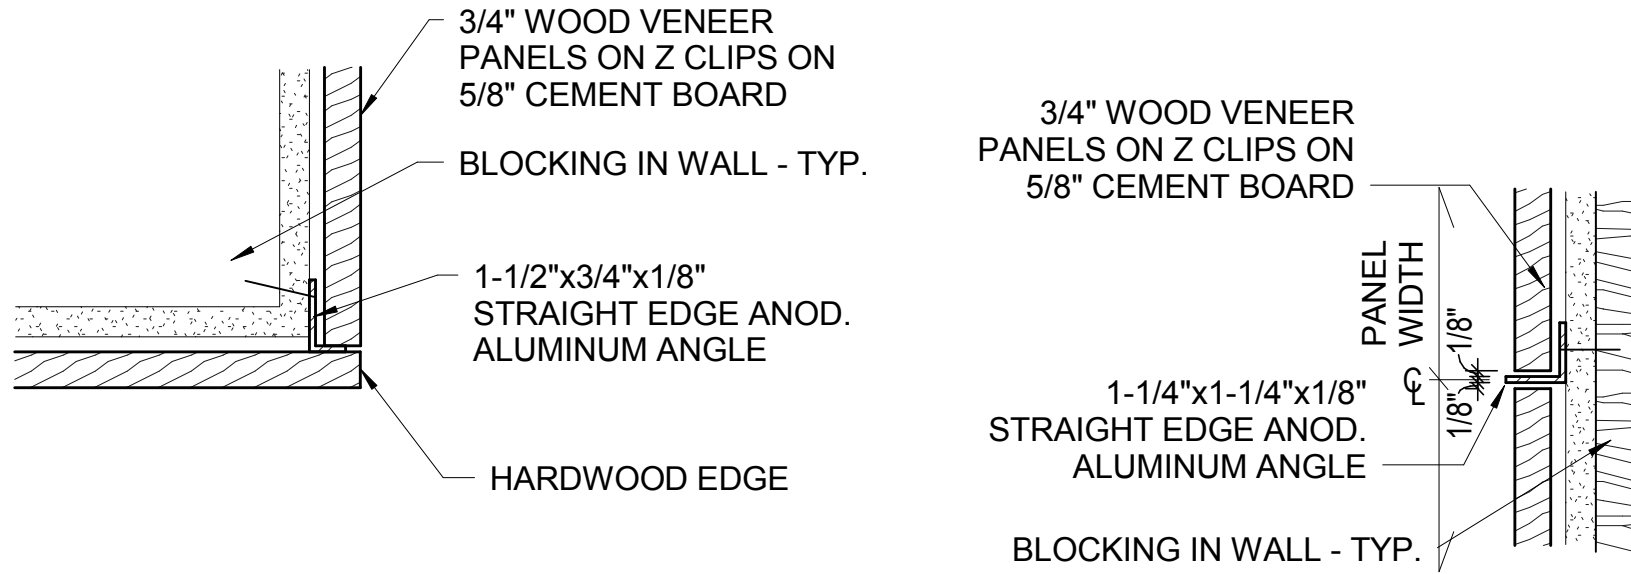 3/4" WOOD VENEER
PANELS ON Z CLIPS ON
5/8" CEMENT BOARD
BLOCKING IN WALL - TYP.
1-1/2"x3/4"x1/8"
STRAIGHT EDGE ANOD.
ALUMINUM ANGLE
HARDWOOD EDGE
3/4" WOOD VENEER
PANELS ON Z CLIPS ON
5/8" CEMENT BOARD
PANEL
WIDTH
1/8"
CL
1/8"
1-1/4"x1-1/4"x1/8"
STRAIGHT EDGE ANOD.
ALUMINUM ANGLE
BLOCKING IN WALL - TYP.